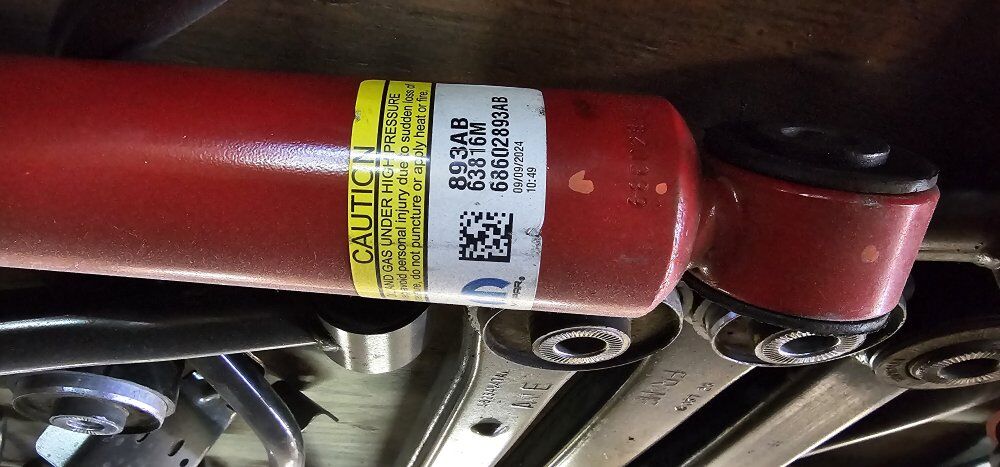 CAUTION
AND GAS UNDER HIGH PRESSURE
avoid personal injury due to sudden loss of
do not puncture or apply heat or fire.
893AB
63816M
68602893AB
09/09/2024
10:49
A/E